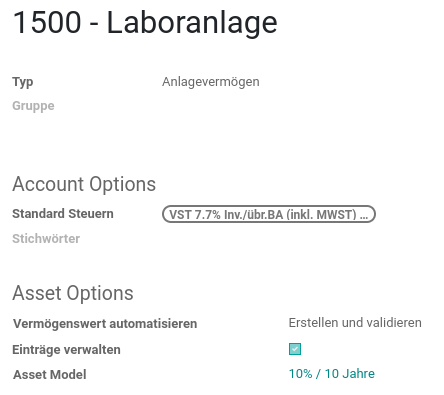 1500 - Laboranlage
Typ Anlagevermögen
Gruppe
Account Options
Standard Steuern VST 7.7% Inv./übr.BA (inkl. MWST) ...
Stichwörter
Asset Options
Vermögenswert automatisieren Erstellen und validieren
Einträge verwalten
Asset Model 10% / 10 Jahre